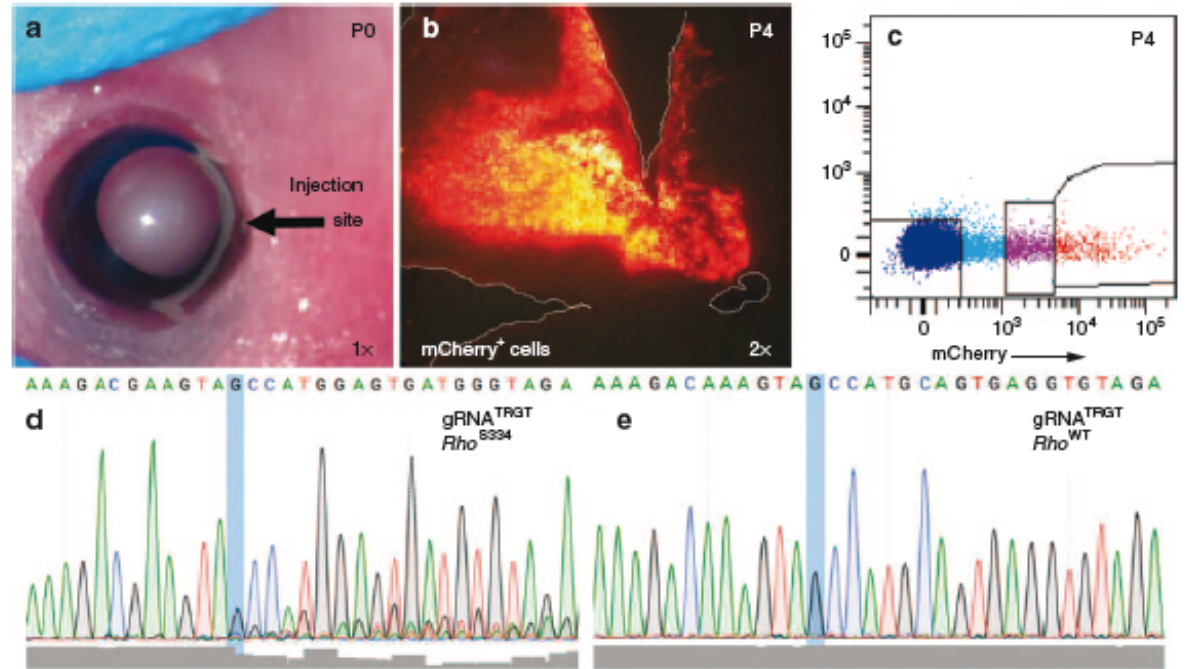 a
P0
Injection
site
1×
b
P4
mCherry⁺ cells
2×
c
P4
10⁵
10⁴
10³
0
0 10³ 10⁴ 10⁵
mCherry
AAAGACGAAGTAGCCATGGAGTGATGGGTAGA
d
gRNA^TRGT
Rho^S334
AAAGACAAAGTAGCCATGCAGTGAGGTGTAGA
e
gRNA^TRGT
Rho^WT